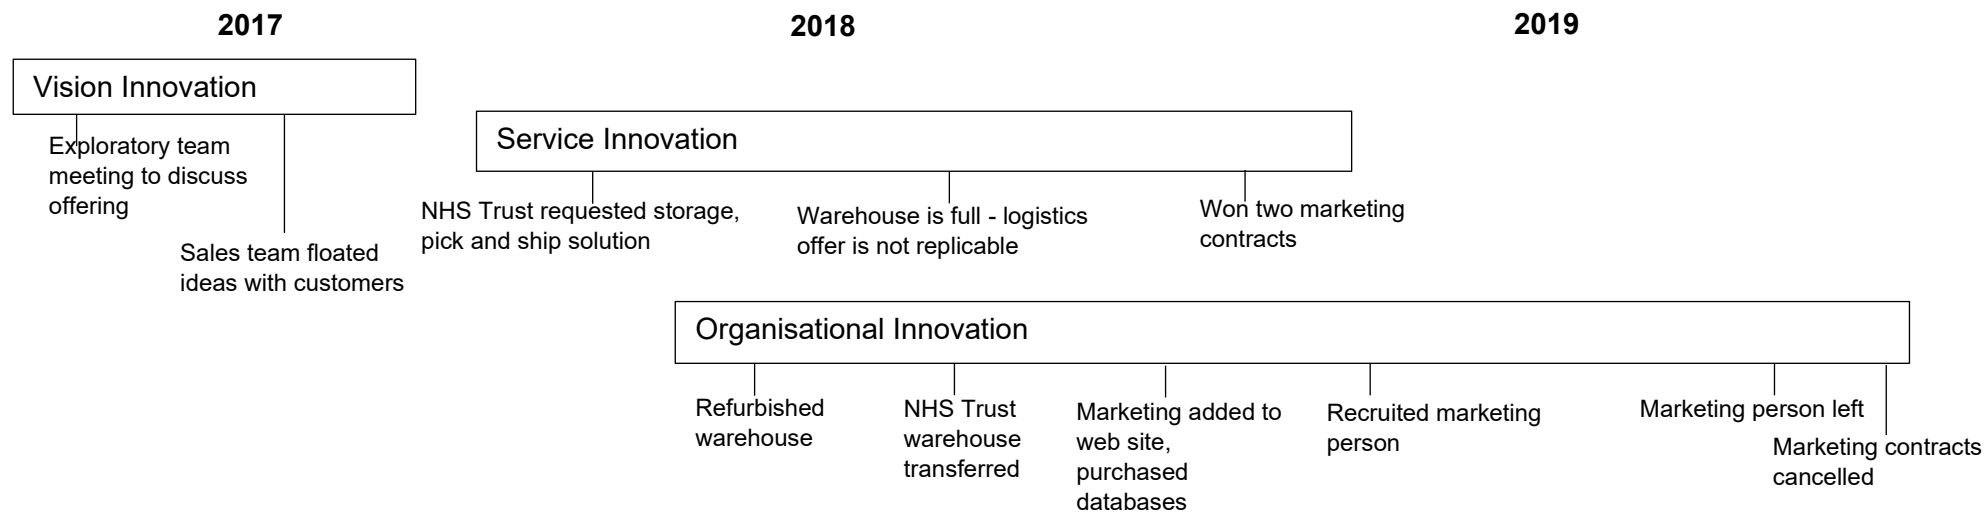 2017
2018
2019
Vision Innovation
Exploratory team
meeting to discuss
offering
Sales team floated
ideas with customers
Service Innovation
NHS Trust requested storage,
pick and ship solution
Warehouse is full - logistics
offer is not replicable
Won two marketing
contracts
Organisational Innovation
Refurbished
warehouse
NHS Trust
warehouse
transferred
Marketing added to
web site,
purchased
databases
Recruited marketing
person
Marketing person left
Marketing contracts
cancelled